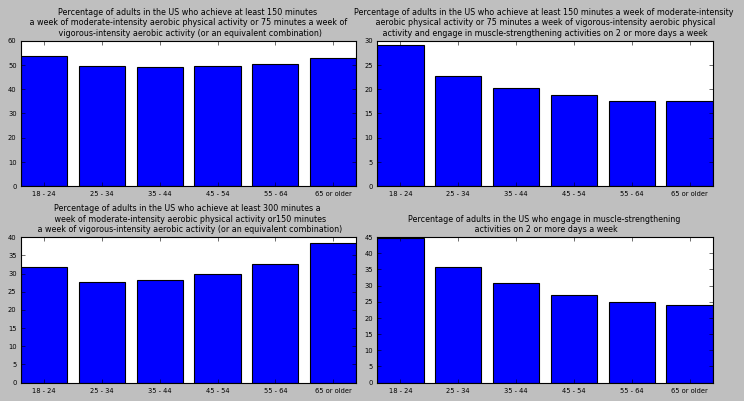 Percentage of adults in the US who achieve at least 150 minutes
a week of moderate-intensity aerobic physical activity or 75 minutes a week of
vigorous-intensity aerobic activity (or an equivalent combination)
60
50
40
30
20
10
0
18 - 24 25 - 34 35 - 44 45 - 54 55 - 64 65 or older
Percentage of adults in the US who achieve at least 150 minutes a week of moderate-intensity
aerobic physical activity or 75 minutes a week of vigorous-intensity aerobic physical
activity and engage in muscle-strengthening activities on 2 or more days a week
30
25
20
15
10
5
0
18 - 24 25 - 34 35 - 44 45 - 54 55 - 64 65 or older
Percentage of adults in the US who achieve at least 300 minutes a
week of moderate-intensity aerobic physical activity or150 minutes
a week of vigorous-intensity aerobic activity (or an equivalent combination)
40
35
30
25
20
15
10
5
0
18 - 24 25 - 34 35 - 44 45 - 54 55 - 64 65 or older
Percentage of adults in the US who engage in muscle-strengthening
activities on 2 or more days a week
45
40
35
30
25
20
15
10
5
0
18 - 24 25 - 34 35 - 44 45 - 54 55 - 64 65 or older